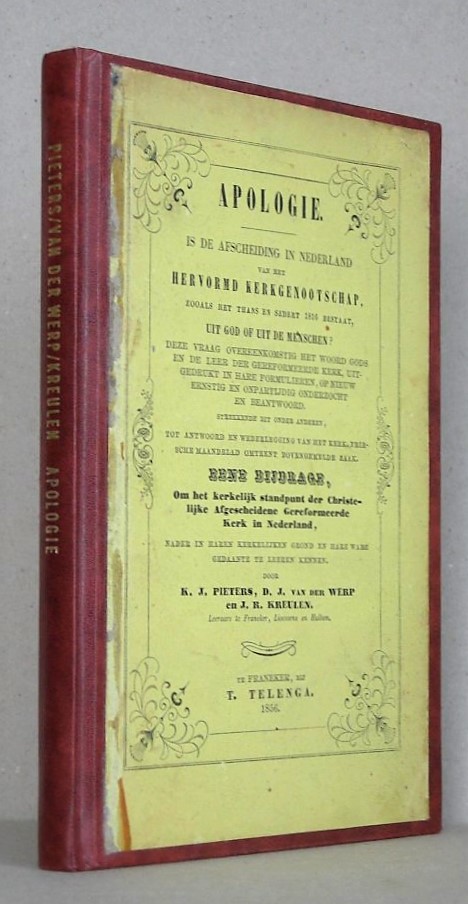 PIETERS/VAN DER WERP/KREULEN APOLOGIE
APOLOGIE.
IS DE AFSCHEIDING IN NEDERLAND
VAN HET
HERVORMD KERKGENOOTSCHAP,
ZOOALS HET THANS EN SEDERT 1816 BESTAAT,
UIT GOD OF UIT DE MENSCHEN?
DEZE VRAAG OVEREENKOMSTIG HET WOORD GODS
EN DE LEER DER GEREFORMEERDE KERK, UIT-
GEDRUKT IN HARE FORMULIEREN, OP NIEUW
ERNSTIG EN ONPARTIJDIG ONDERZOCHT
EN BEANTWOORD.
STREKKENDE DIT ONDER ANDEREN,
TOT ANTWOORD EN WEDERLEGGING VAN HET KERK. FRIE-
SCHE MAANDBLAD OMTRENT BOVENGEMELDE ZAAK.
EENE BIJDRAGE,
Om het kerkelijk standpunt der Christe-
lijke Afgescheidene Gereformeerde
Kerk in Nederland,
NADER IN HAREN KERKELIJKEN GROND EN HARE WARE
GEDAANTE TE LEEREN KENNEN.
DOOR
K. J. PIETERS, D. J. VAN DER WERP
en J. R. KREULEN,
Leeraars te Franeker, Lioessens en Hallum.
TE FRANEKER, BIJ
T. TELENGA.
1856.